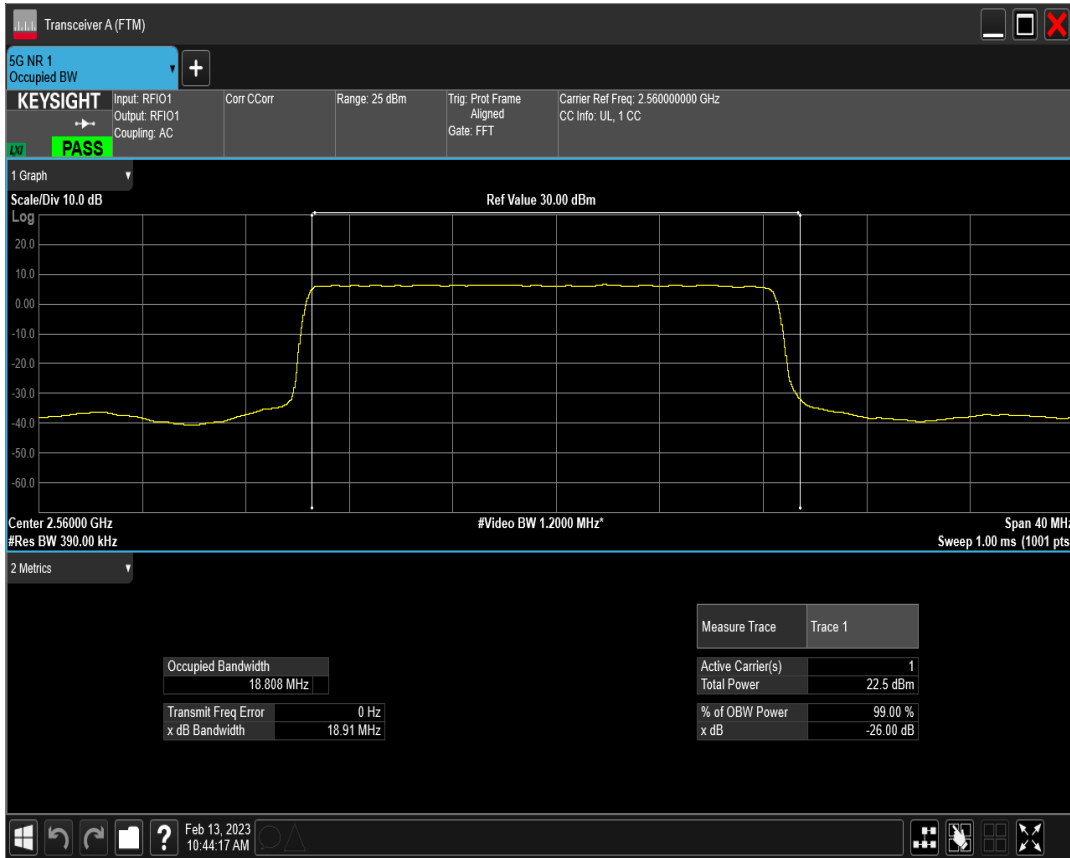 Transceiver A (FTM)
5G NR 1
Occupied BW
+
KEYSIGHT
LXI
PASS
Input: RFIO1
Output: RFIO1
Coupling: AC
Corr CCorr
Range: 25 dBm
Trig: Prot Frame
Aligned
Gate: FFT
Carrier Ref Freq: 2.560000000 GHz
CC Info: UL, 1 CC
1 Graph
Scale/Div 10.0 dB
Ref Value 30.00 dBm
Log
20.0
10.0
0.00
-10.0
-20.0
-30.0
-40.0
-50.0
-60.0
Center 2.56000 GHz
#Video BW 1.2000 MHz*
Span 40 MHz
#Res BW 390.00 kHz
Sweep 1.00 ms (1001 pts
2 Metrics
Measure Trace Trace 1
Occupied Bandwidth
18.808 MHz
Active Carrier(s) 1
Total Power 22.5 dBm
Transmit Freq Error 0 Hz
x dB Bandwidth 18.91 MHz
% of OBW Power 99.00 %
x dB -26.00 dB
?
Feb 13, 2023
10:44:17 AM